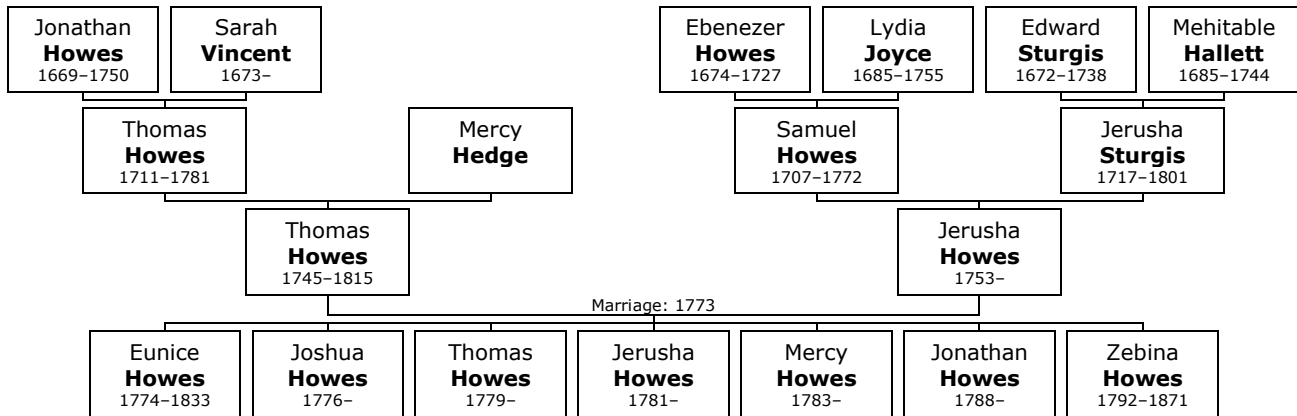 Jonathan
Howes
1669–1750
Sarah
Vincent
1673–
Ebenezer
Howes
1674–1727
Lydia
Joyce
1685–1755
Edward
Sturgis
1672–1738
Mehitable
Hallett
1685–1744
Thomas
Howes
1711–1781
Mercy
Hedge
Samuel
Howes
1707–1772
Jerusha
Sturgis
1717–1801
Thomas
Howes
1745–1815
Jerusha
Howes
1753–
Marriage: 1773
Eunice
Howes
1774–1833
Joshua
Howes
1776–
Thomas
Howes
1779–
Jerusha
Howes
1781–
Mercy
Howes
1783–
Jonathan
Howes
1788–
Zebina
Howes
1792–1871